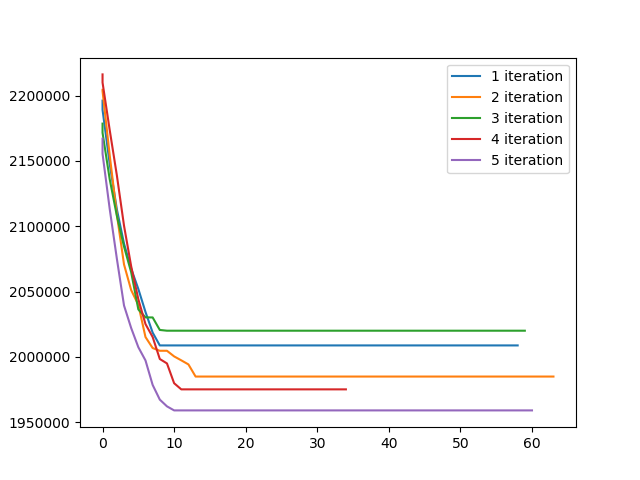 1 iteration
2 iteration
3 iteration
4 iteration
5 iteration
2200000
2150000
2100000
2050000
2000000
1950000
0 10 20 30 40 50 60